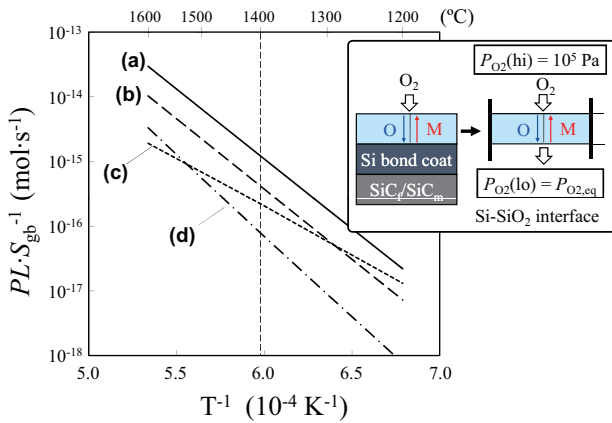 1600 1500 1400 1300 1200 (ºC)
10⁻¹³
10⁻¹⁴
10⁻¹⁵
10⁻¹⁶
10⁻¹⁷
10⁻¹⁸
PL·S_gb⁻¹ (mol·s⁻¹)
(a)
(b)
(c)
(d)
P_O2(hi) = 10⁵ Pa
O₂
O₂
O M
O M
Si bond coat
SiC_f/SiC_m
P_O2(lo) = P_O2,eq
Si-SiO₂ interface
5.0 5.5 6.0 6.5 7.0
T⁻¹ (10⁻⁴ K⁻¹)